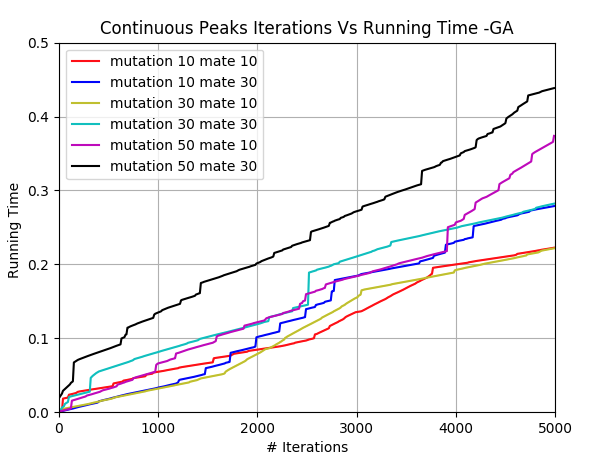 Continuous Peaks Iterations Vs Running Time -GA
0.5
0.4
0.3
0.2
0.1
0.0
Running Time
mutation 10 mate 10
mutation 10 mate 30
mutation 30 mate 10
mutation 30 mate 30
mutation 50 mate 10
mutation 50 mate 30
0 1000 2000 3000 4000 5000
# Iterations